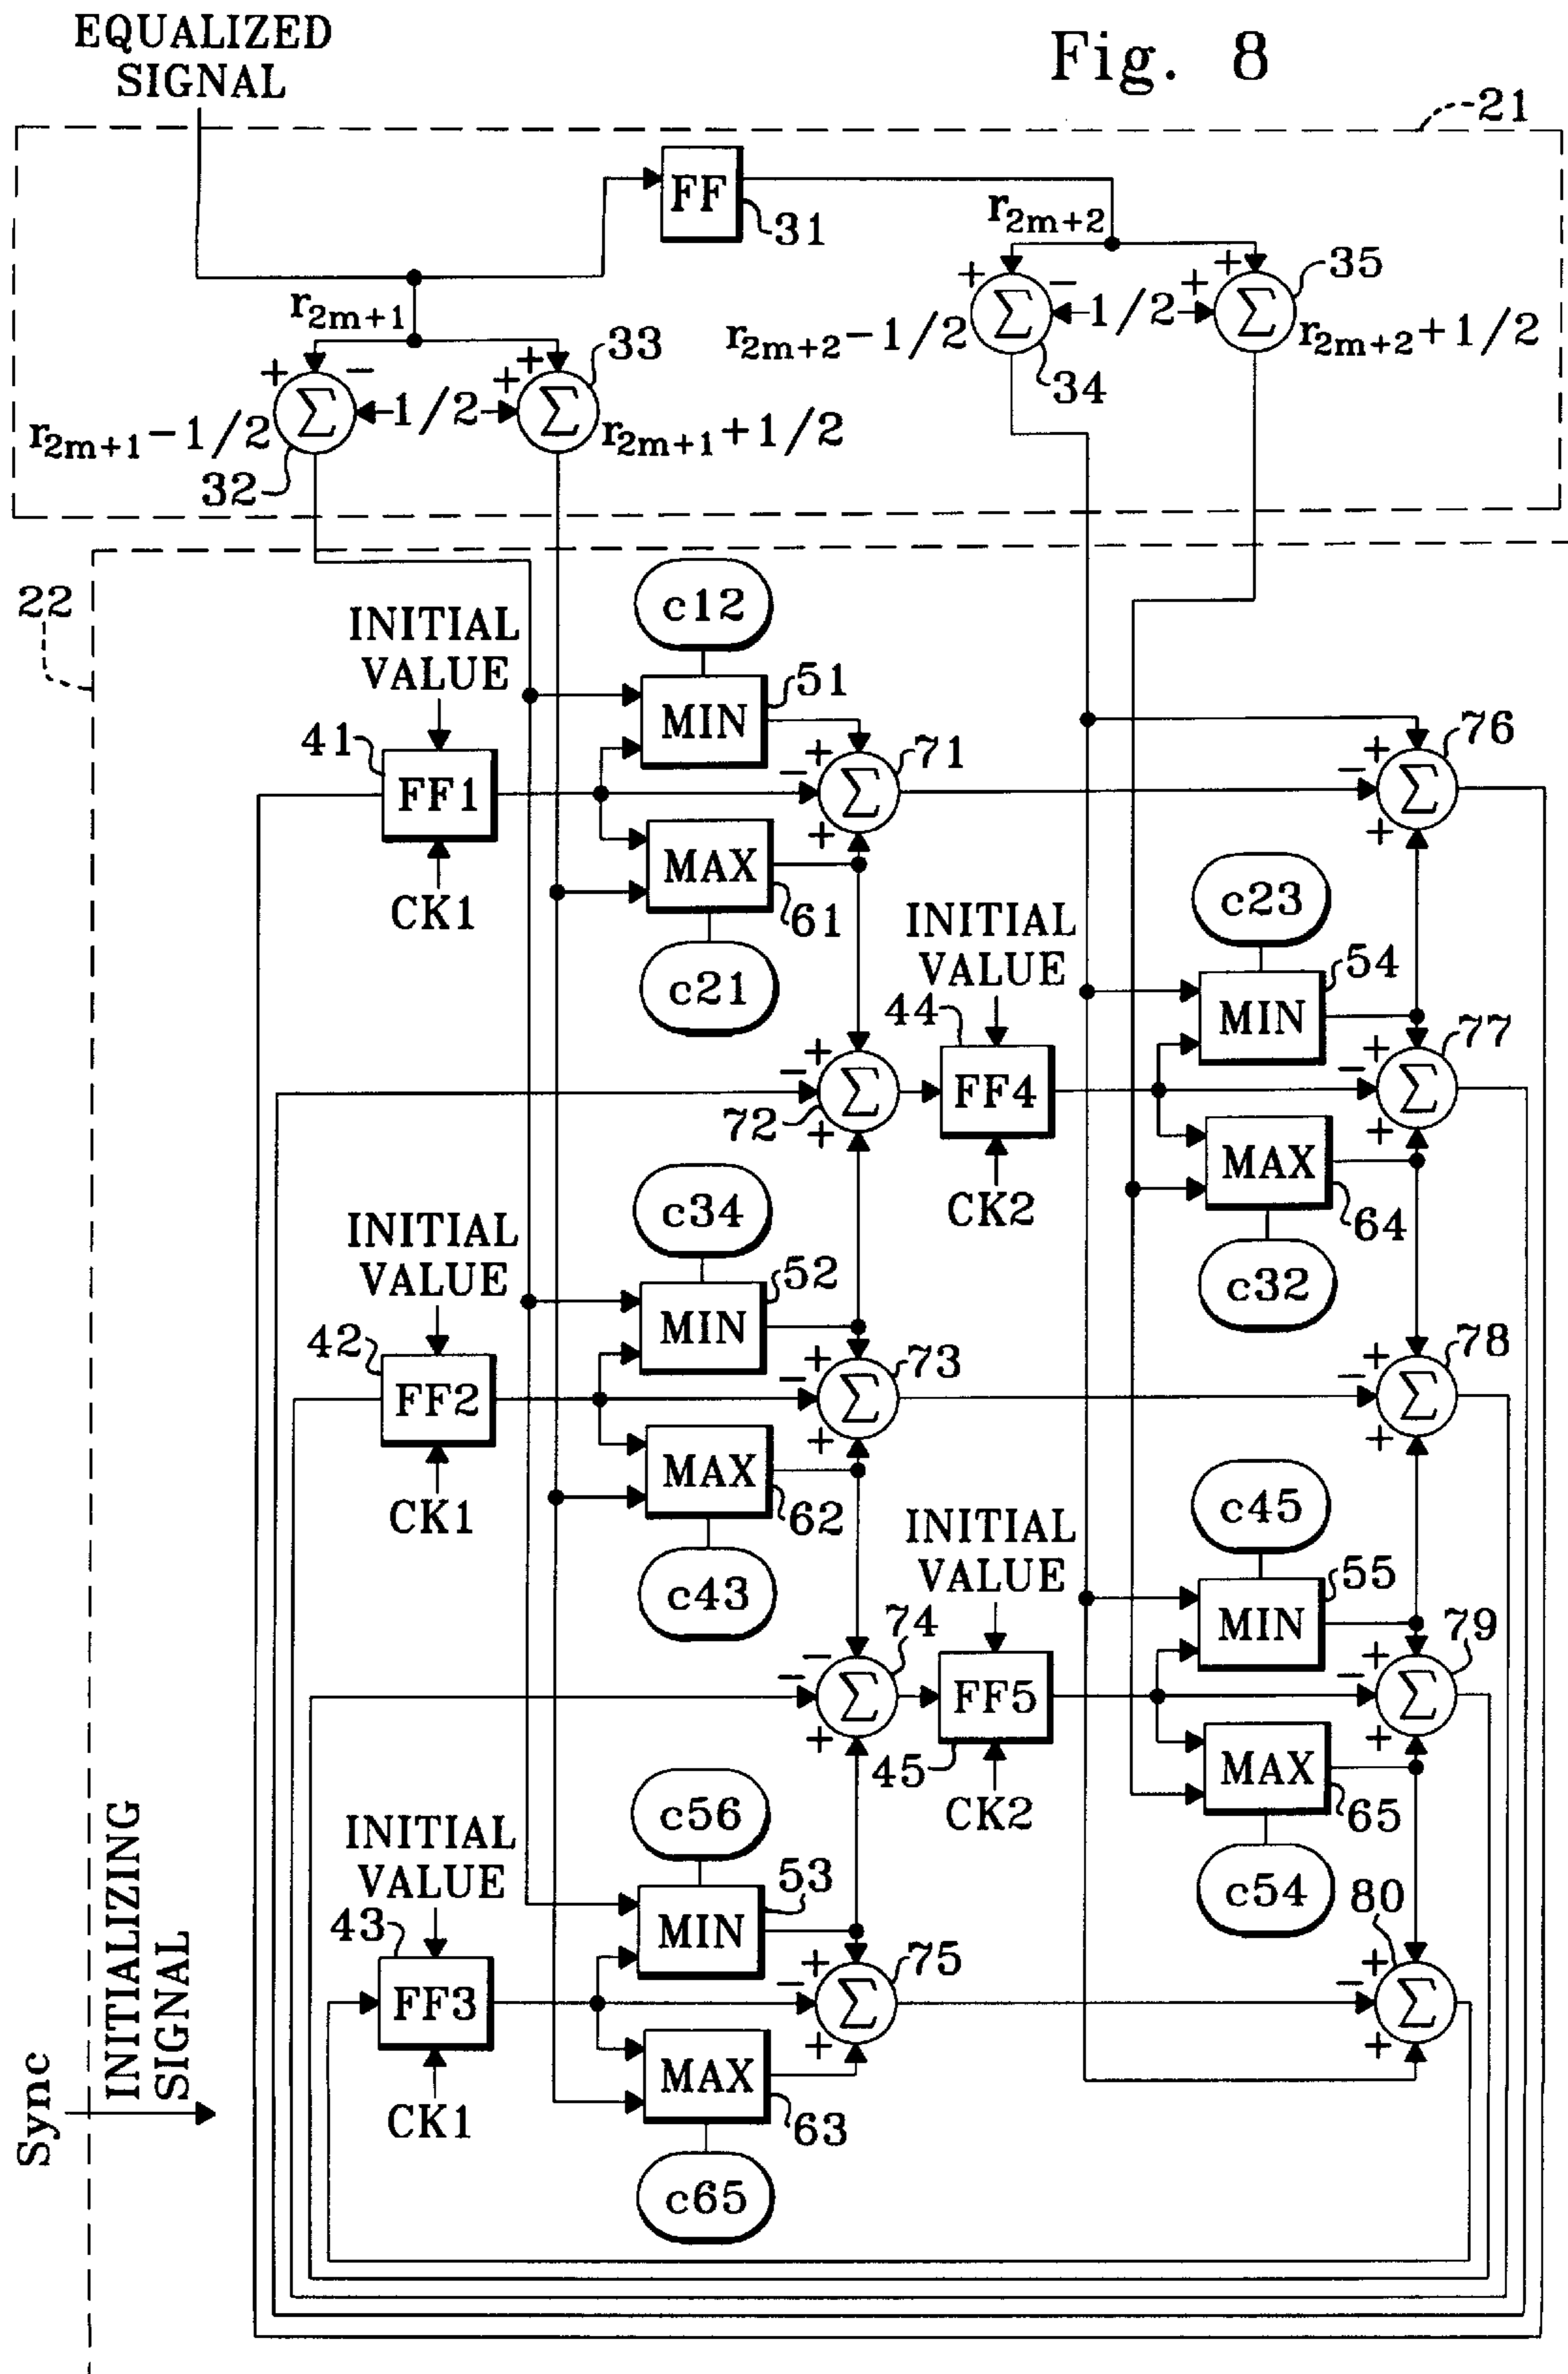 EQUALIZED
SIGNAL
Fig. 8
21
FF
31
r2m+2
35
r2m+1
+ − 1/2 + +
Σ Σ
r2m+2−1/2
r2m+2+1/2
34
33
+ − 1/2 + +
Σ Σ
r2m+1−1/2
r2m+1+1/2
32
22
c12
INITIAL
VALUE
MIN
51
41
FF1
− + Σ +
71
− + Σ +
76
MAX
61
CK1
c21
c23
INITIAL
VALUE
MIN
54
44
FF4
− + Σ +
72
− + Σ +
77
MAX
64
CK2
c32
c34
INITIAL
VALUE
MIN
52
42
FF2
− + Σ +
73
− + Σ +
78
MAX
62
CK1
c43
c45
INITIAL
VALUE
MIN
55
74
− − Σ +
FF5
45
− + Σ +
79
MAX
65
CK2
c54
c56
INITIAL
VALUE
MIN
53
43
FF3
− + Σ +
75
80
− + Σ +
MAX
63
CK1
c65
Sync
INITIALIZING
SIGNAL